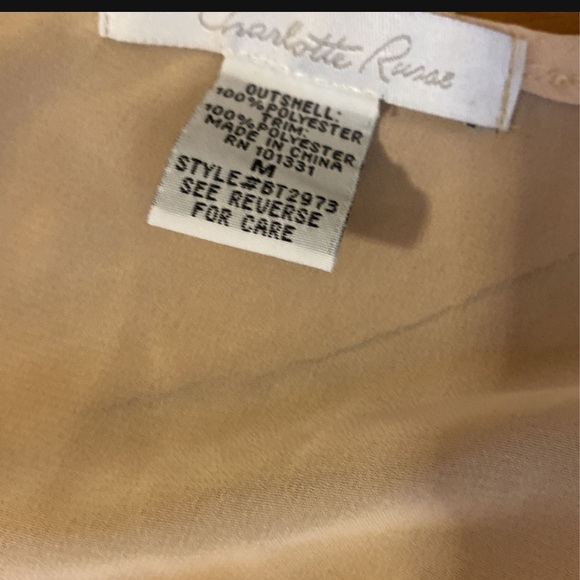 Charlotte Russe
OUTSHELL:
100%POLYESTER
TRIM:
100%POLYESTER
MADE IN CHINA
RN 101331
M
STYLE#BT2973
SEE REVERSE
FOR CARE